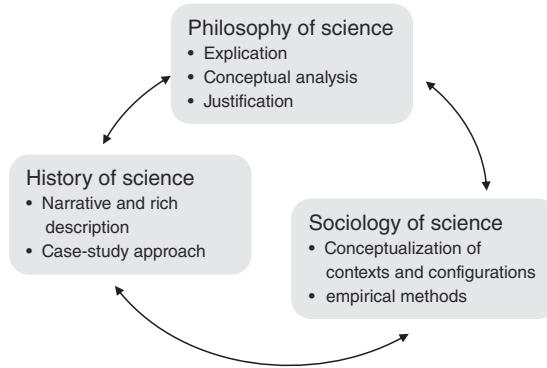 Philosophy of science
• Explication
• Conceptual analysis
• Justification
History of science
• Narrative and rich
description
• Case-study approach
Sociology of science
• Conceptualization of
contexts and configurations
• empirical methods